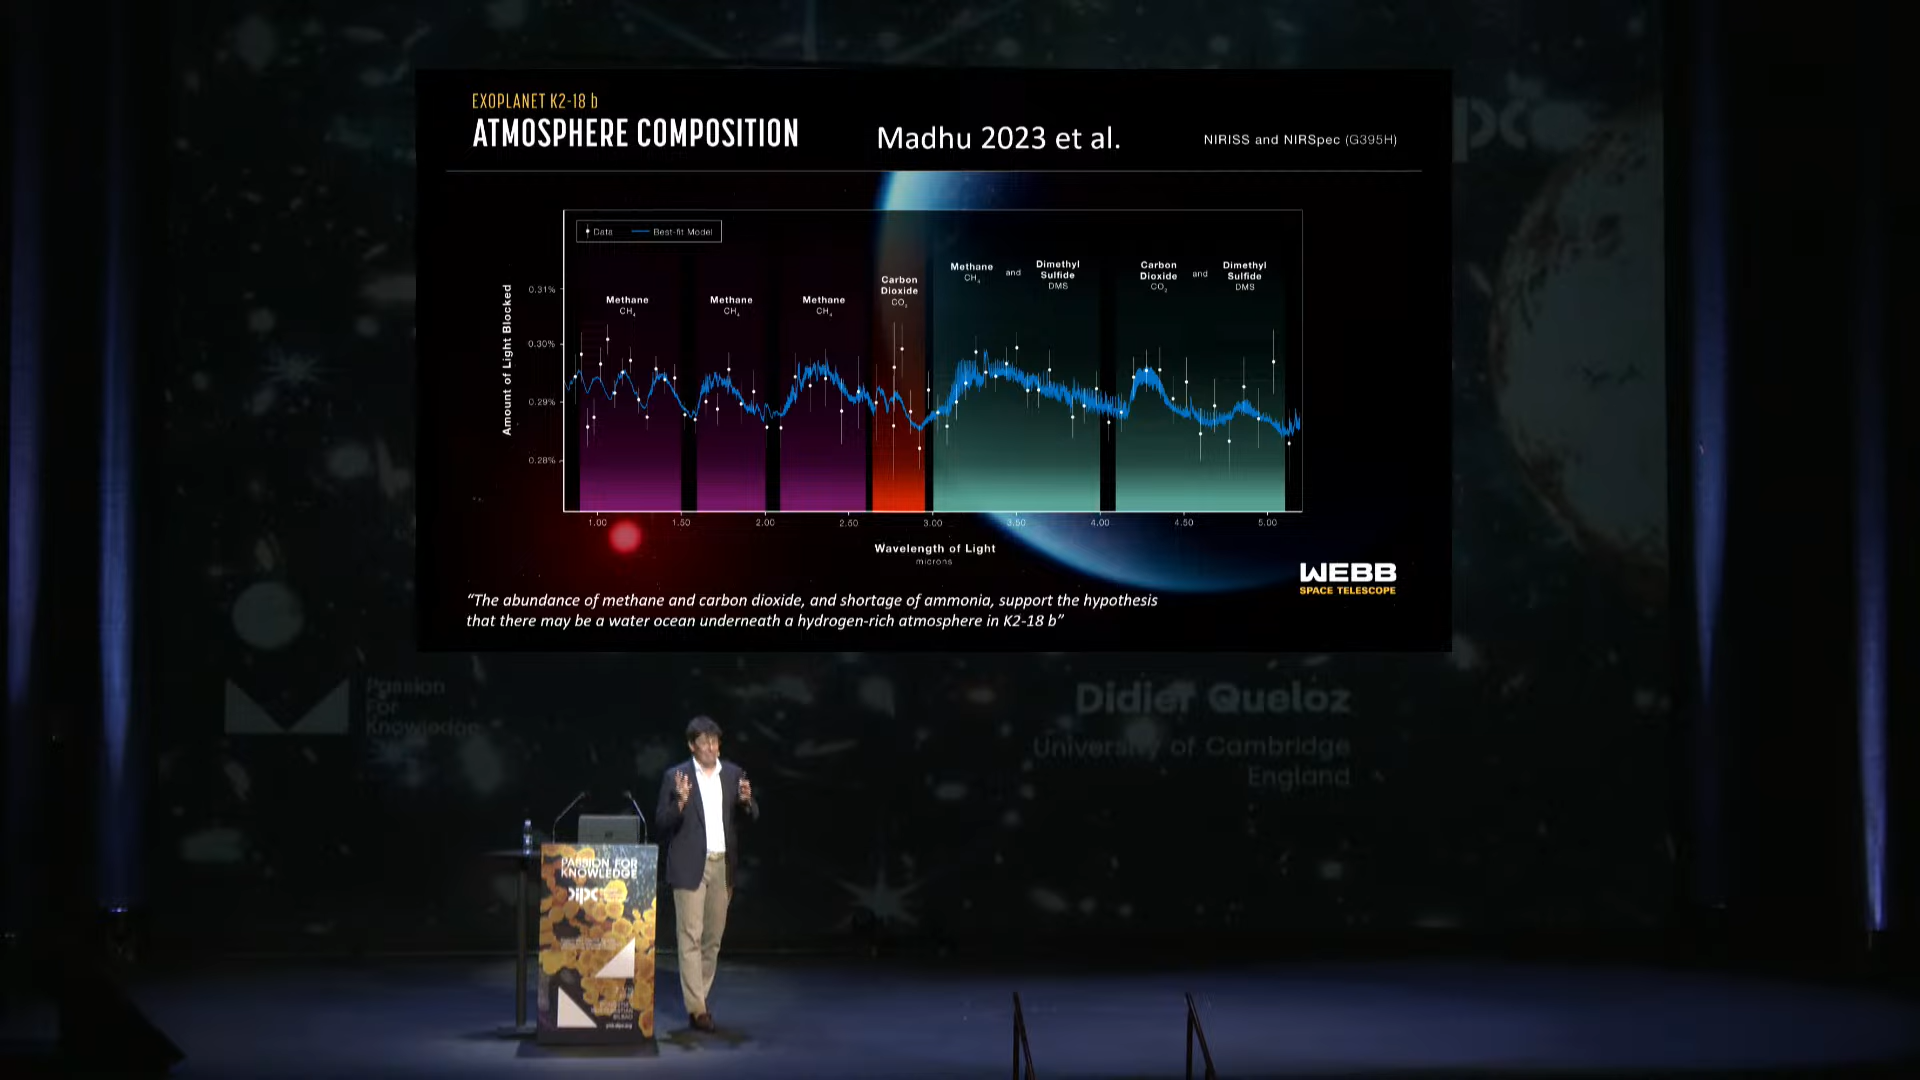 EXOPLANET K2-18 b
ATMOSPHERE COMPOSITION
Madhu 2023 et al.
NIRISS and NIRSpec (G395H)
Data
Best-fit Model
Amount of Light Blocked
0.31%
0.30%
0.29%
0.28%
Methane
CH₄
Methane
CH₄
Methane
CH₄
Carbon
Dioxide
CO₂
Methane
CH₄
and
Dimethyl
Sulfide
DMS
Carbon
Dioxide
CO₂
and
Dimethyl
Sulfide
DMS
1.00 1.50 2.00 2.50 3.00 3.50 4.00 4.50 5.00
Wavelength of Light
microns
WEBB
SPACE TELESCOPE
“The abundance of methane and carbon dioxide, and shortage of ammonia, support the hypothesis
that there may be a water ocean underneath a hydrogen-rich atmosphere in K2-18 b”
Passion
For
Knowledge
Didier Queloz
University of Cambridge
England
PASSION FOR
KNOWLEDGE
dipc